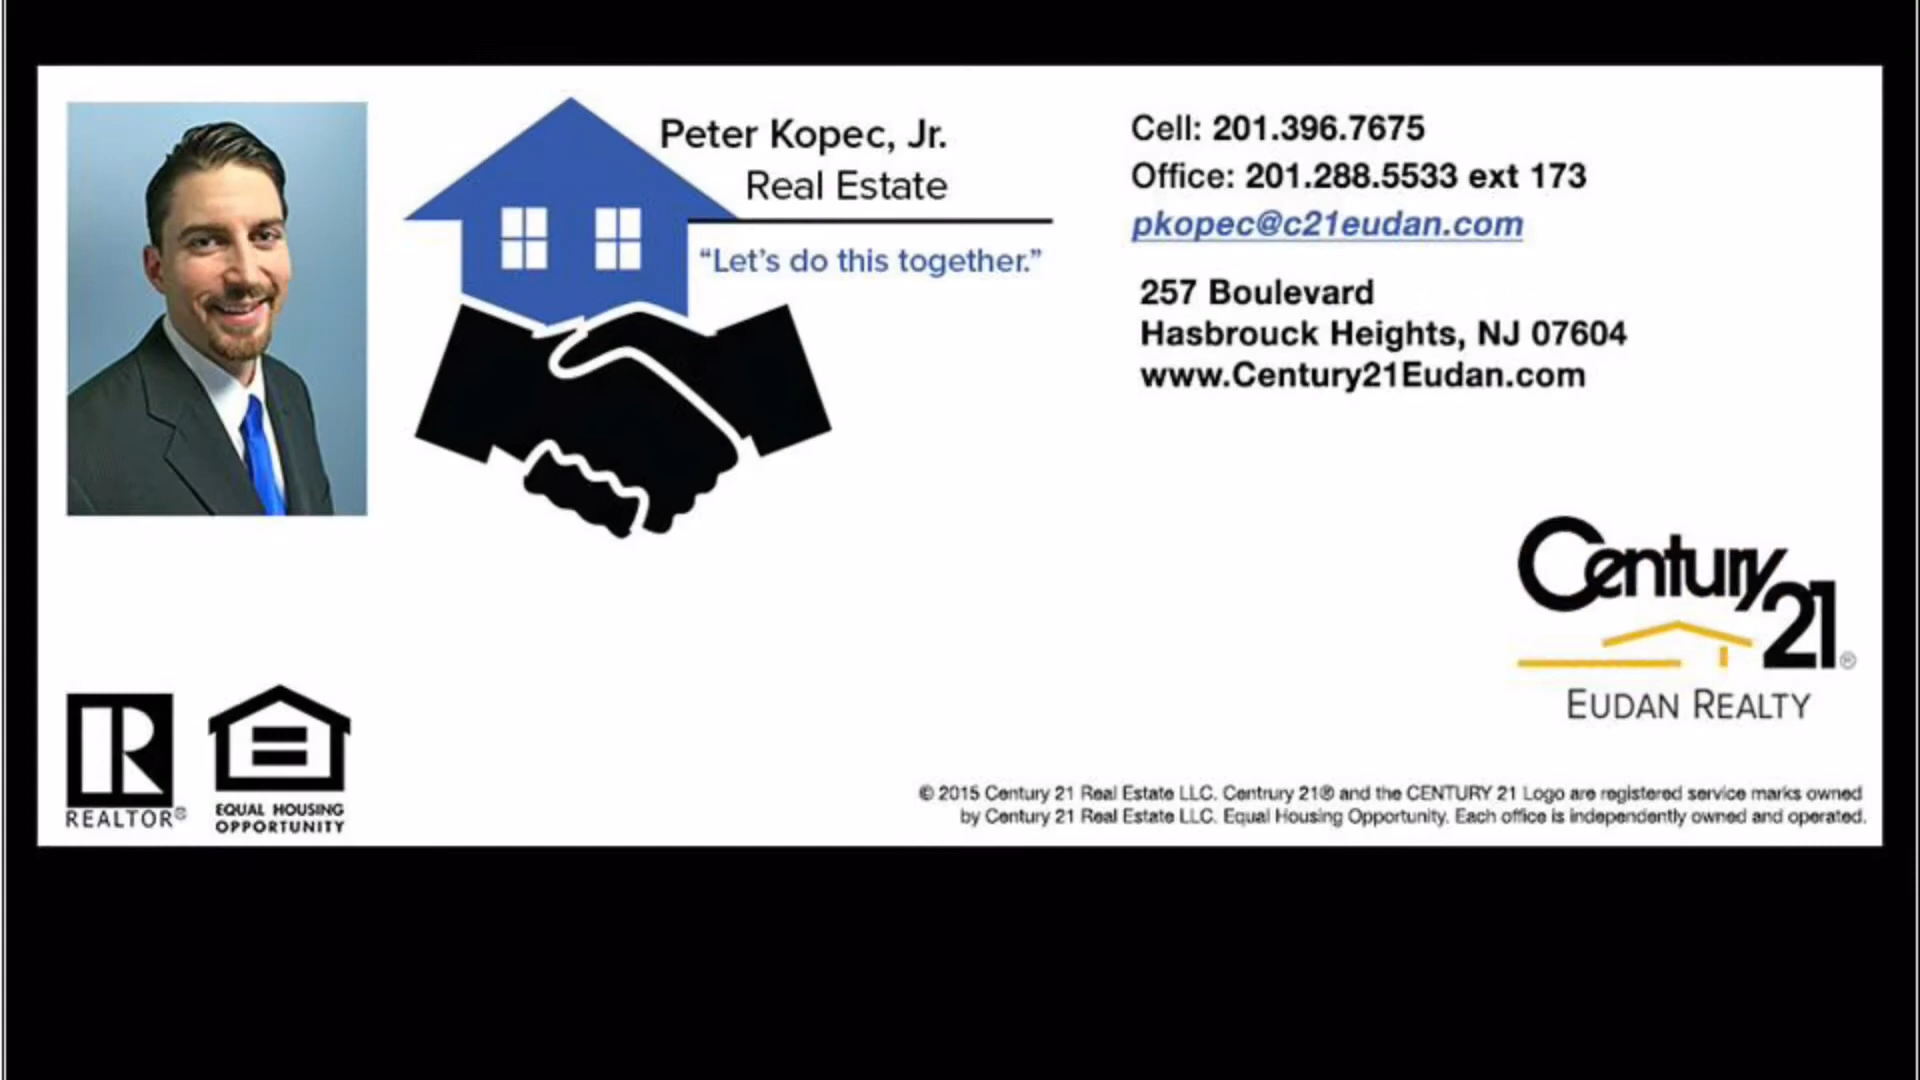 Peter Kopec, Jr.
Real Estate
“Let's do this together.”
Cell: 201.396.7675
Office: 201.288.5533 ext 173
pkopec@c21eudan.com
257 Boulevard
Hasbrouck Heights, NJ 07604
www.Century21Eudan.com
Century 21®
EUDAN REALTY
R
REALTOR®
EQUAL HOUSING
OPPORTUNITY
© 2015 Century 21 Real Estate LLC. Centrury 21® and the CENTURY 21 Logo are registered service marks owned
by Century 21 Real Estate LLC. Equal Housing Opportunity. Each office is independently owned and operated.